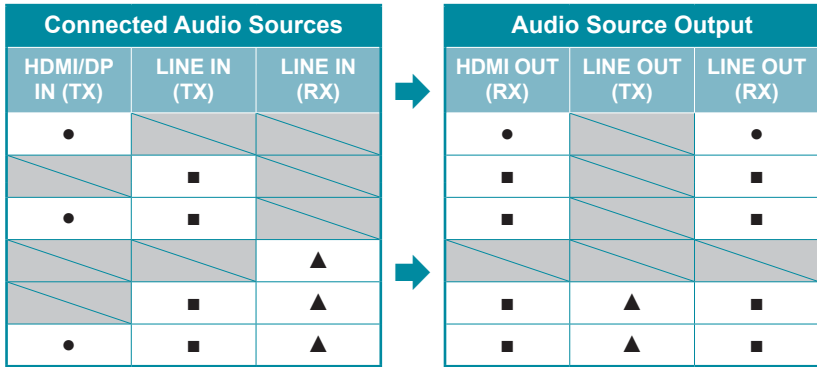 Connected Audio Sources
HDMI/DP IN (TX) LINE IN (TX) LINE IN (RX)
●
■
● ■
▲
■ ▲
● ■ ▲
Audio Source Output
HDMI OUT (RX) LINE OUT (TX) LINE OUT (RX)
● ●
■ ■
■ ■
■ ▲ ■
■ ▲ ■